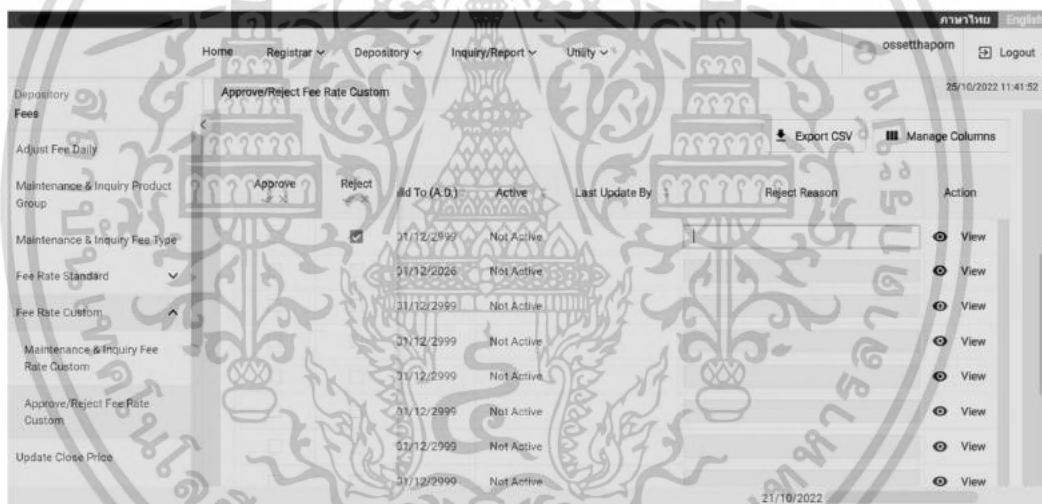 ภาษาไทย English
Home Registrar Depository Inquiry/Report Utility ossetthaporn Logout
Depository
Fees
Approve/Reject Fee Rate Custom
25/10/2022 11:41:52
Export CSV Manage Columns
Adjust Fee Daily
Maintenance & Inquiry Product
Group
Maintenance & Inquiry Fee Type
Fee Rate Standard
Fee Rate Custom
Maintenance & Inquiry Fee
Rate Custom
Approve/Reject Fee Rate
Custom
Update Close Price
Approve Reject lid To (A.D.) Active Last Update By Reject Reason Action
01/12/2999 Not Active View
01/12/2026 Not Active View
31/12/2999 Not Active View
01/12/2999 Not Active View
31/12/2999 Not Active View
01/12/2999 Not Active View
01/12/2999 Not Active View
31/12/2999 Not Active View
21/10/2022